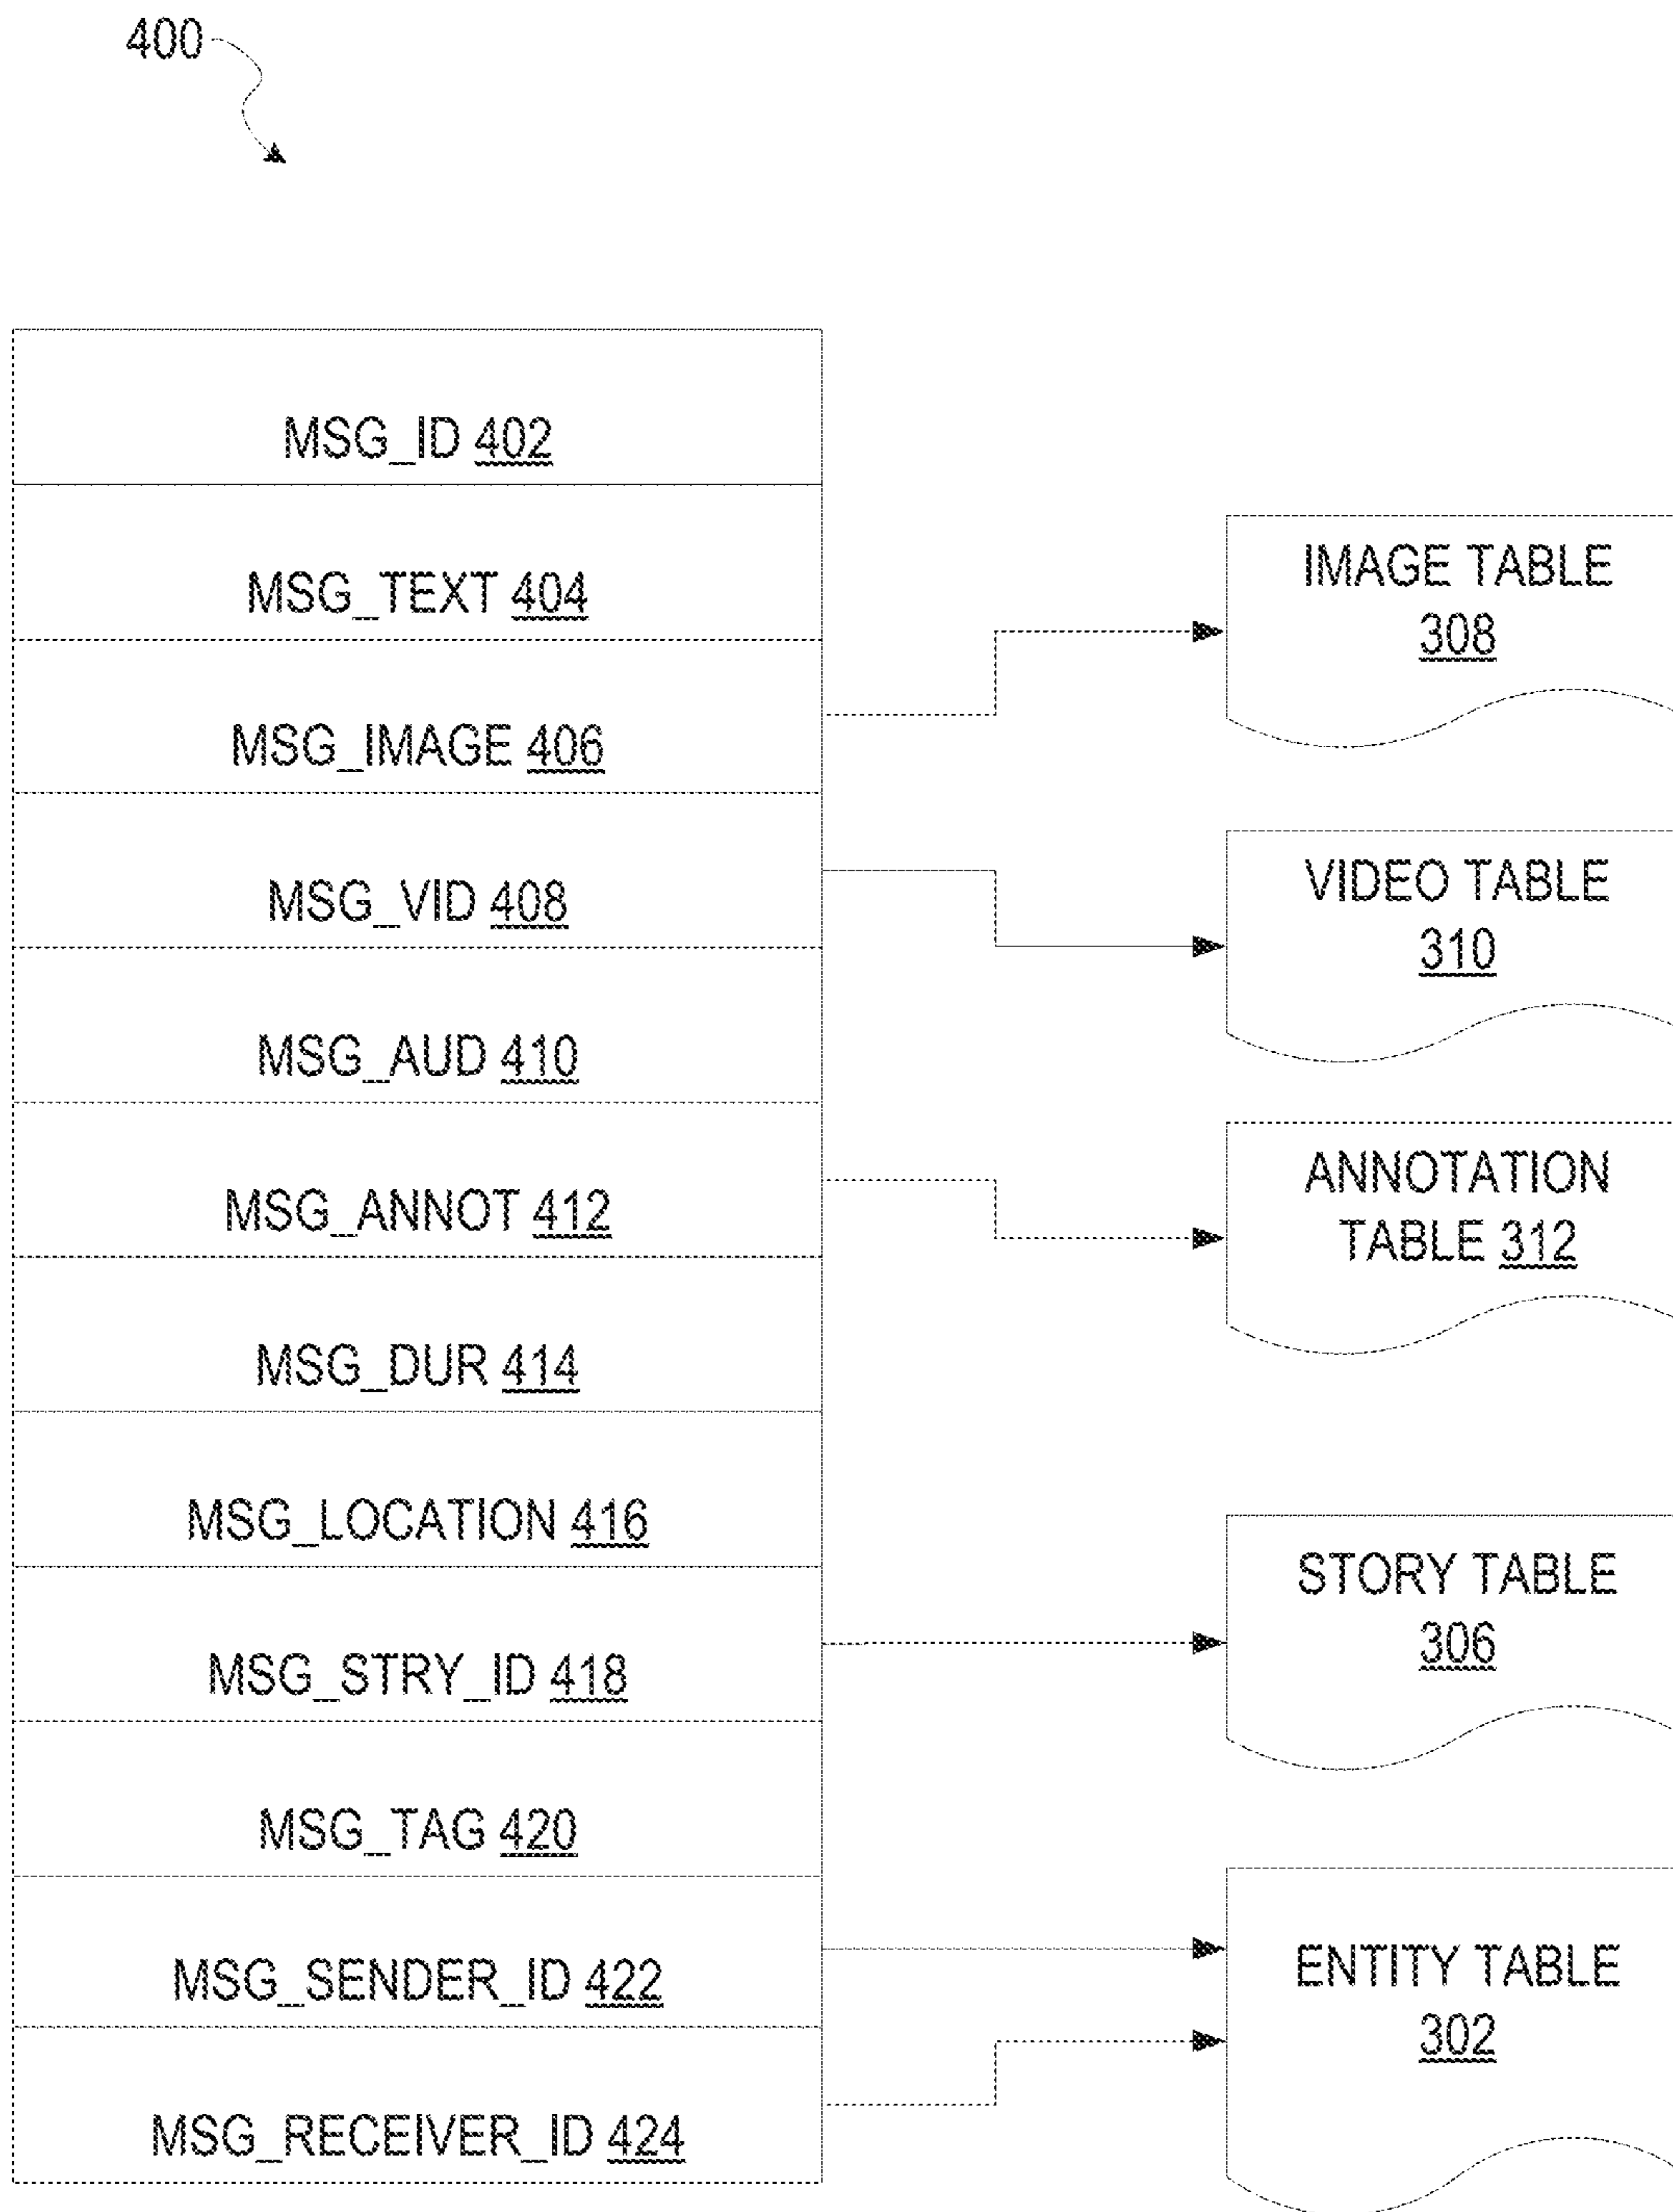 400
MSG_ID 402
MSG_TEXT 404
MSG_IMAGE 406
MSG_VID 408
MSG_AUD 410
MSG_ANNOT 412
MSG_DUR 414
MSG_LOCATION 416
MSG_STRY_ID 418
MSG_TAG 420
MSG_SENDER_ID 422
MSG_RECEIVER_ID 424
IMAGE TABLE
308
VIDEO TABLE
310
ANNOTATION
TABLE 312
STORY TABLE
306
ENTITY TABLE
302